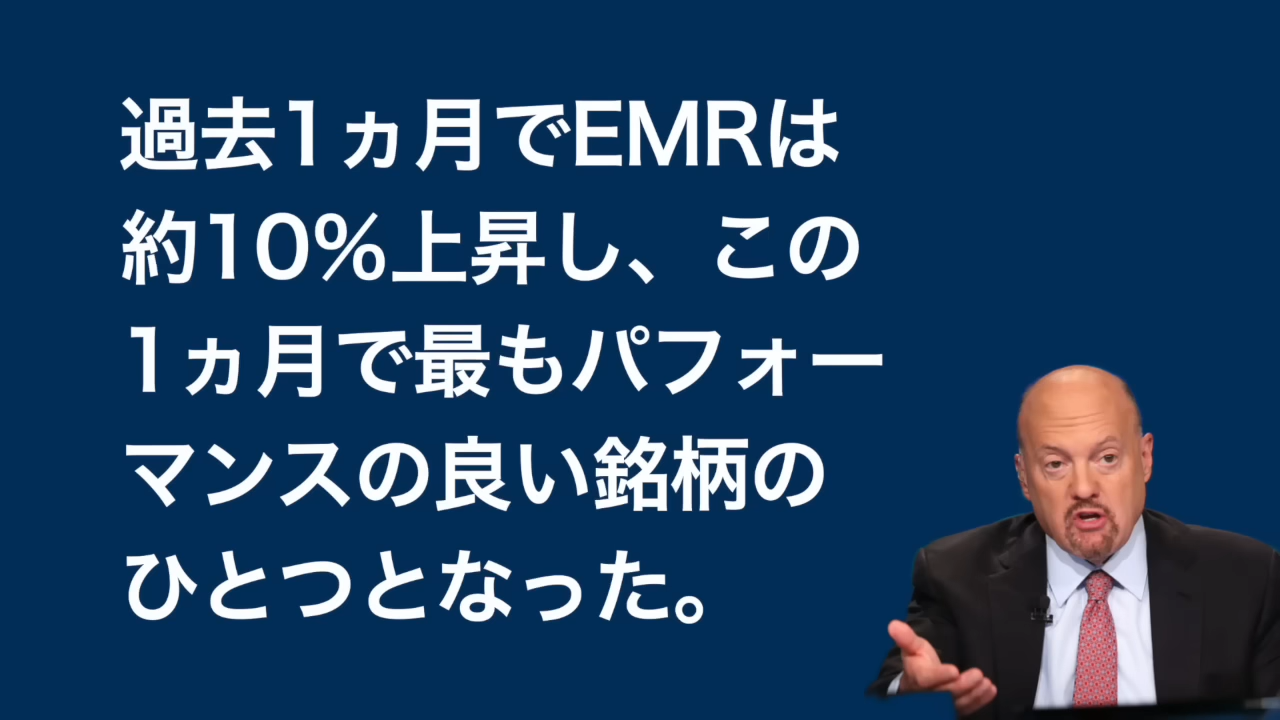 過去1ヵ月でEMRは
約10%上昇し、この
1ヵ月で最もパフォー
マンスの良い銘柄の
ひとつとなった。